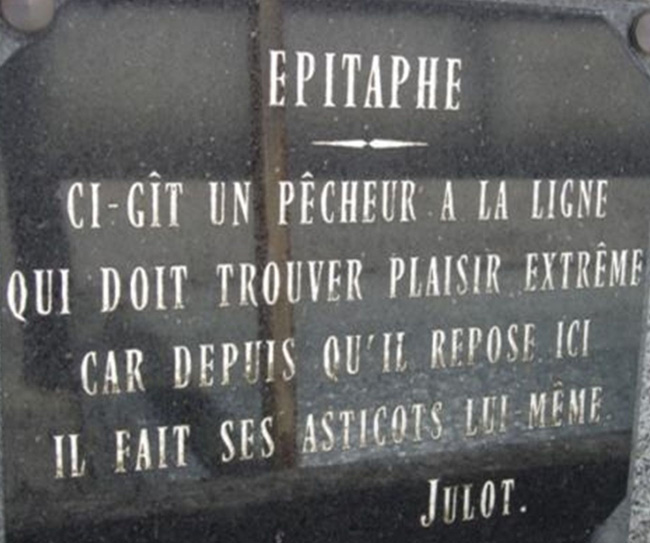 EPITAPHE
CI-GÎT UN PÊCHEUR A LA LIGNE
QUI DOIT TROUVER PLAISIR EXTRÊME
CAR DEPUIS QU'IL REPOSE ICI
IL FAIT SES ASTICOTS LUI-MÊME.
JULOT.